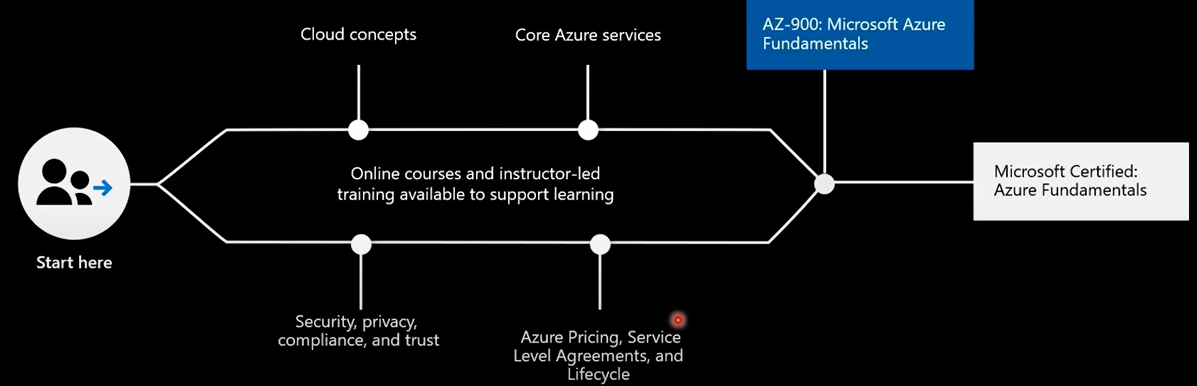 Cloud concepts
Core Azure services
AZ-900: Microsoft Azure
Fundamentals
Online courses and instructor-led
training available to support learning
Microsoft Certified:
Azure Fundamentals
Start here
Security, privacy,
compliance, and trust
Azure Pricing, Service
Level Agreements, and
Lifecycle